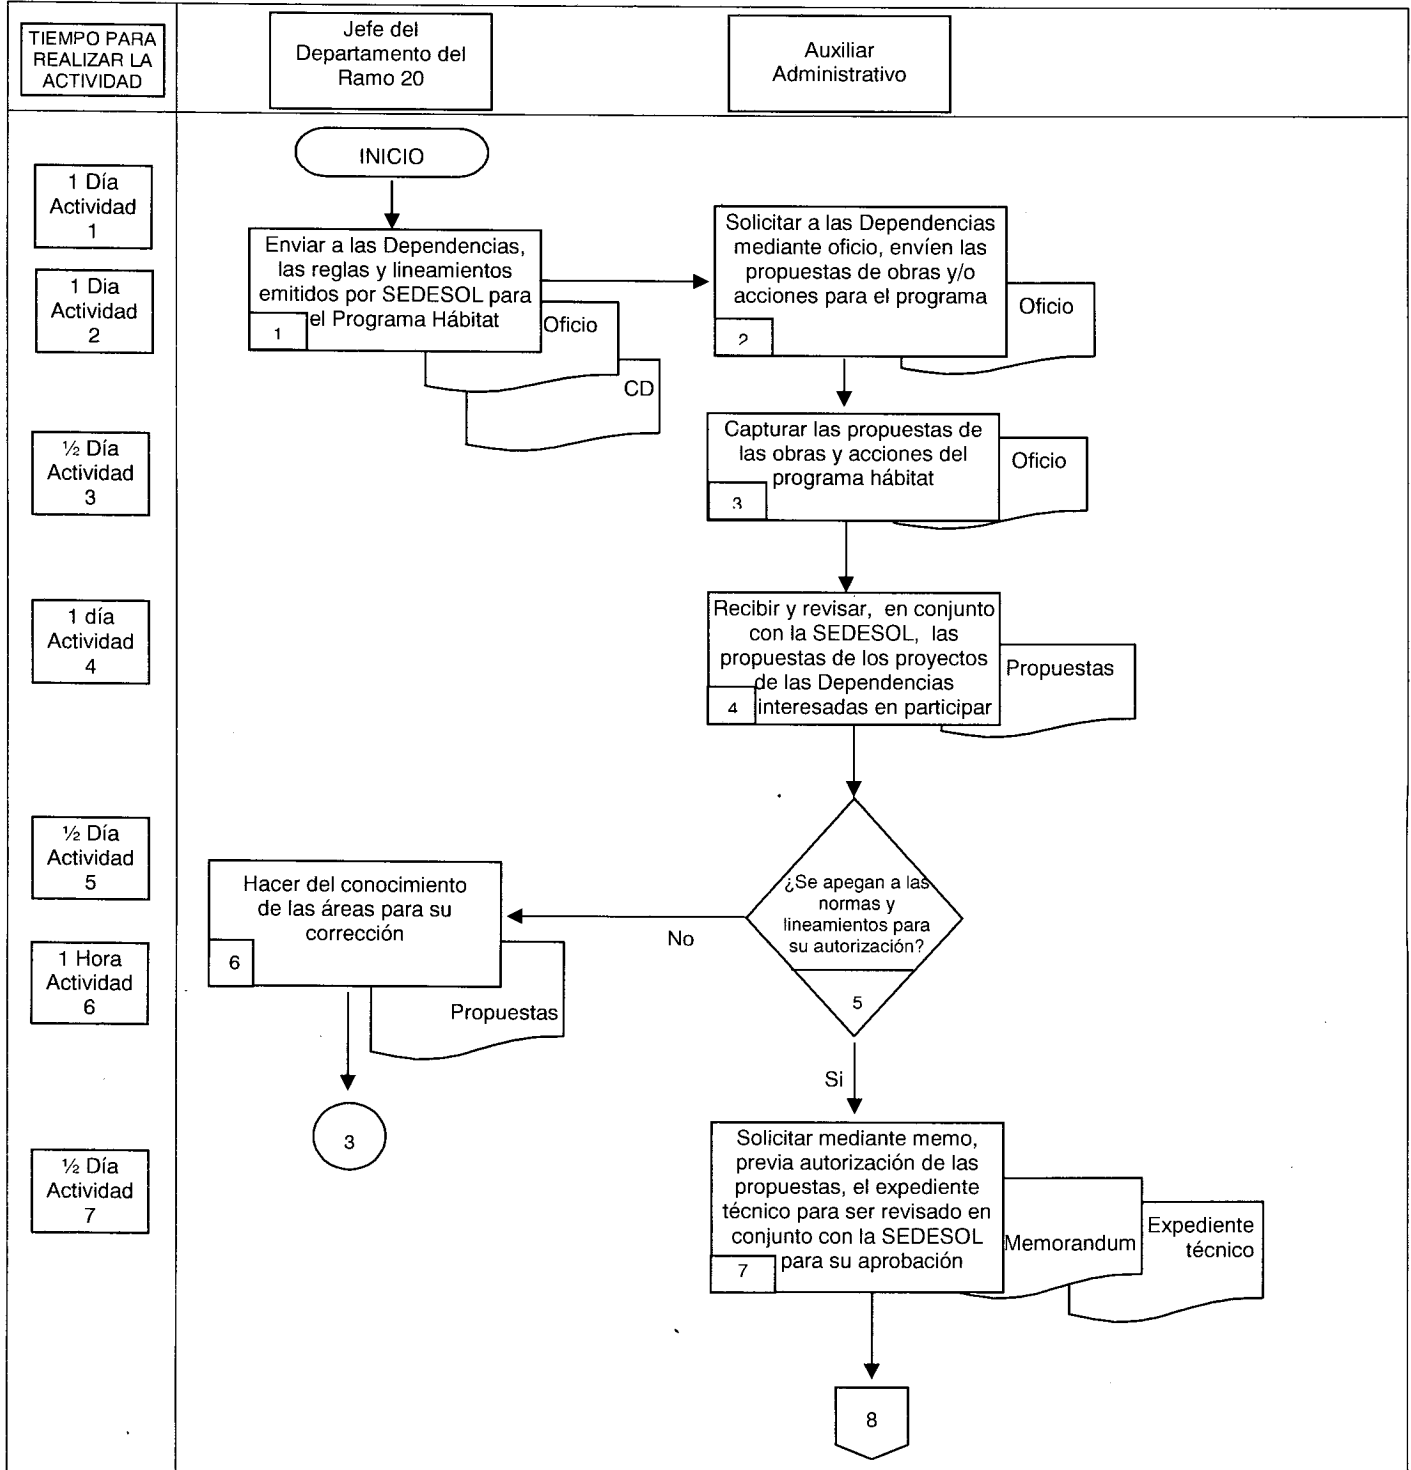 TIEMPO PARA
REALIZAR LA
ACTIVIDAD
Jefe del
Departamento del
Ramo 20
Auxiliar
Administrativo
INICIO
1 Día
Actividad
1
Enviar a las Dependencias,
las reglas y lineamientos
emitidos por SEDESOL para
el Programa Hábitat
1
Oficio
CD
Solicitar a las Dependencias
mediante oficio, envíen las
propuestas de obras y/o
acciones para el programa
2
Oficio
1 Dia
Actividad
2
½ Día
Actividad
3
Capturar las propuestas de
las obras y acciones del
programa hábitat
3
Oficio
1 día
Actividad
4
Recibir y revisar, en conjunto
con la SEDESOL, las
propuestas de los proyectos
de las Dependencias
interesadas en participar
4
Propuestas
½ Día
Actividad
5
¿Se apegan a las
normas y
lineamientos para
su autorización?
5
No
Hacer del conocimiento
de las áreas para su
corrección
6
Propuestas
1 Hora
Actividad
6
3
Si
½ Día
Actividad
7
Solicitar mediante memo,
previa autorización de las
propuestas, el expediente
técnico para ser revisado en
conjunto con la SEDESOL
para su aprobación
7
Memorandum
Expediente
técnico
8